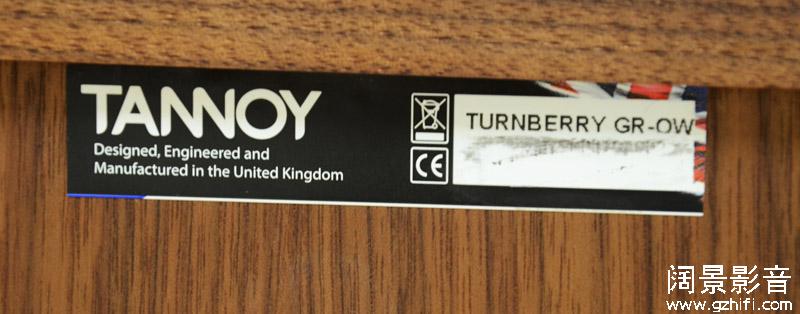 TANNOY
Designed, Engineered and
Manufactured in the United Kingdom
CE
TURNBERRY GR-OW
阔景影音
www.gzhifi.com